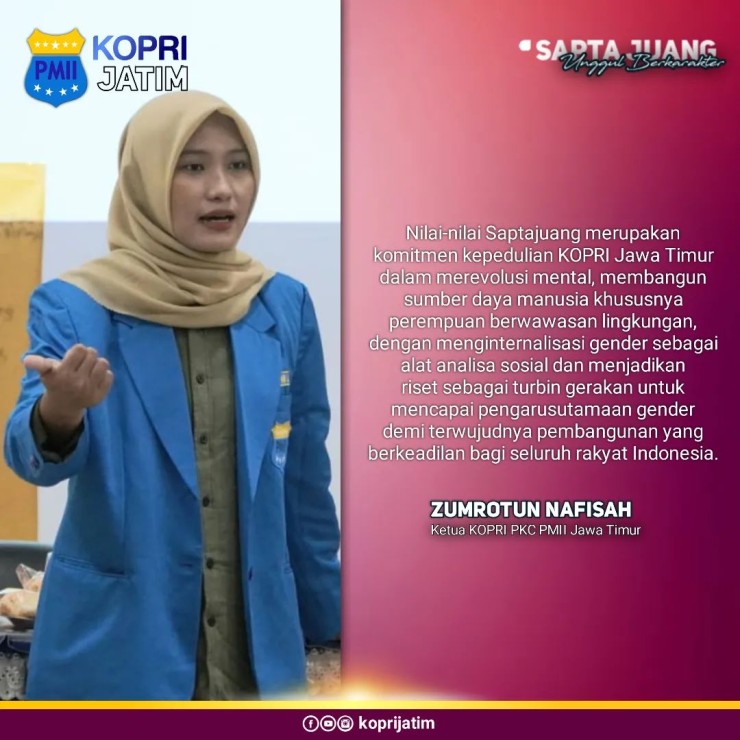 PMII
KOPRI
JATIM
SAPTA JUANG
Unggul Berkarakter
Nilai-nilai Saptajuang merupakan
komitmen kepedulian KOPRI Jawa Timur
dalam merevolusi mental, membangun
sumber daya manusia khususnya
perempuan berwawasan lingkungan,
dengan menginternalisasi gender sebagai
alat analisa sosial dan menjadikan
riset sebagai turbin gerakan untuk
mencapai pengarusutamaan gender
demi terwujudnya pembangunan yang
berkeadilan bagi seluruh rakyat Indonesia.
ZUMROTUN NAFISAH
Ketua KOPRI PKC PMII Jawa Timur
koprijatim